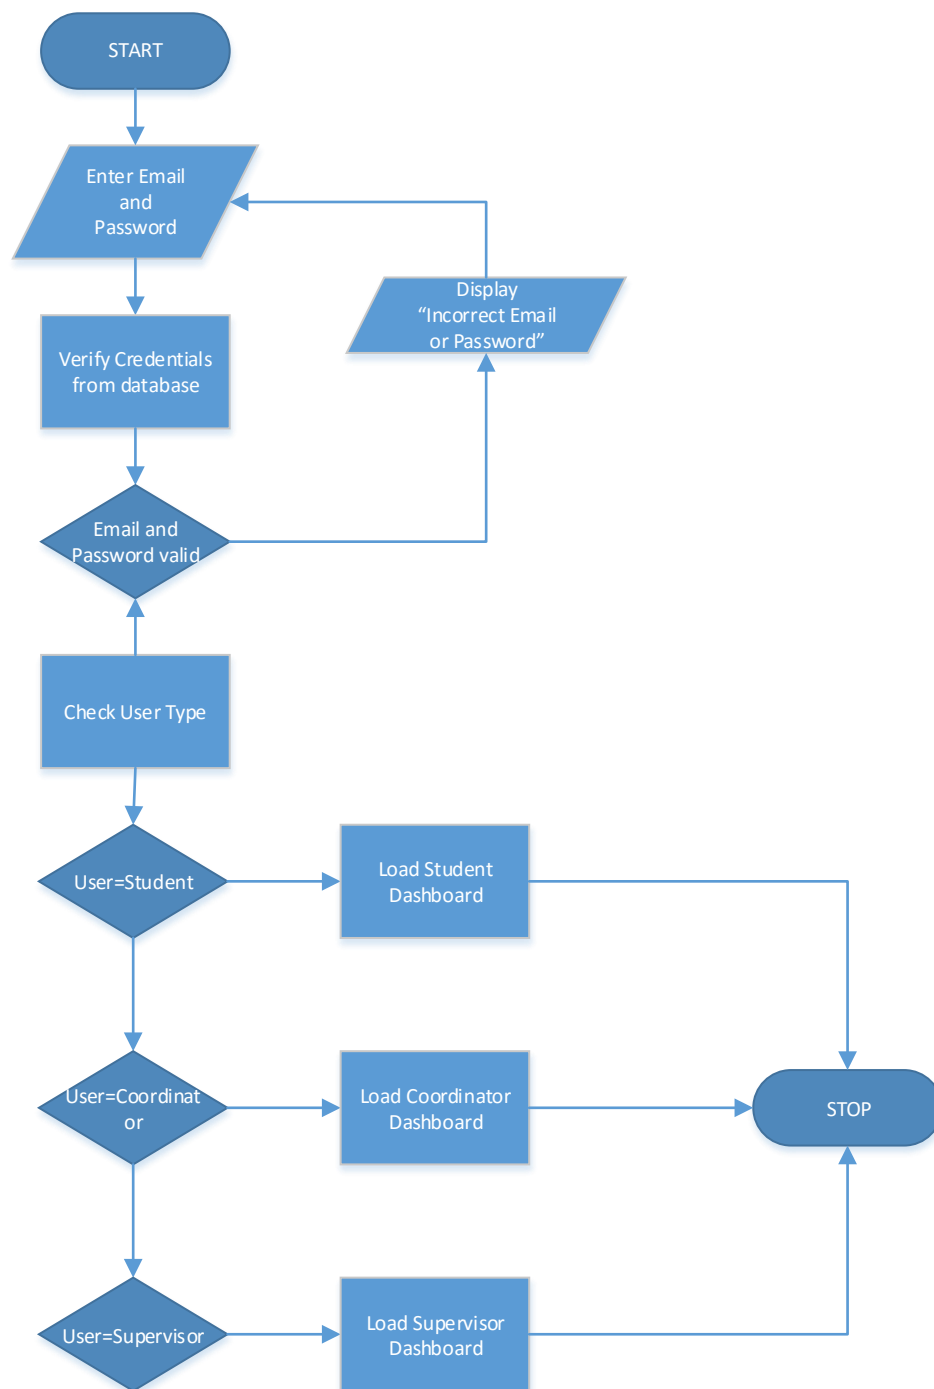 START
Enter Email
and
Password
Display
“Incorrect Email
or Password”
Verify Credentials
from database
Email and
Password valid
Check User Type
User=Student
Load Student
Dashboard
User=Coordinat
or
Load Coordinator
Dashboard
STOP
User=Supervisor
Load Supervisor
Dashboard